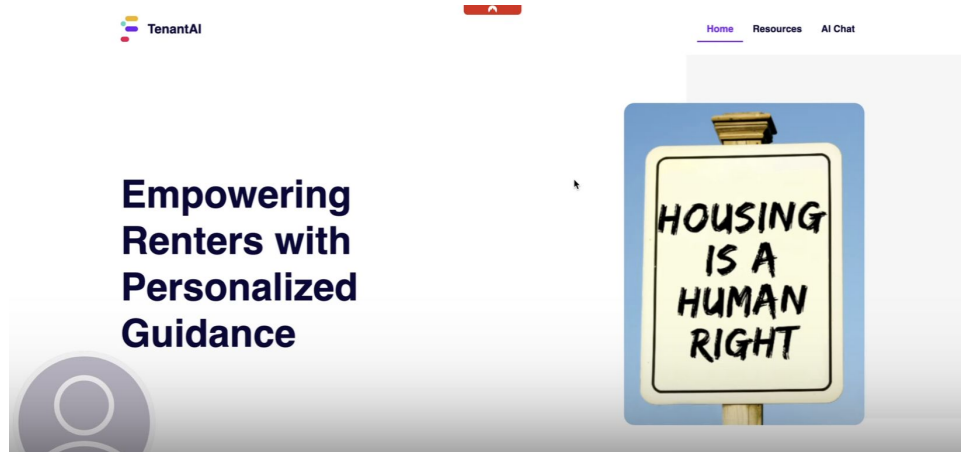 TenantAI
Home Resources AI Chat
Empowering
Renters with
Personalized
Guidance
HOUSING
IS A
HUMAN
RIGHT